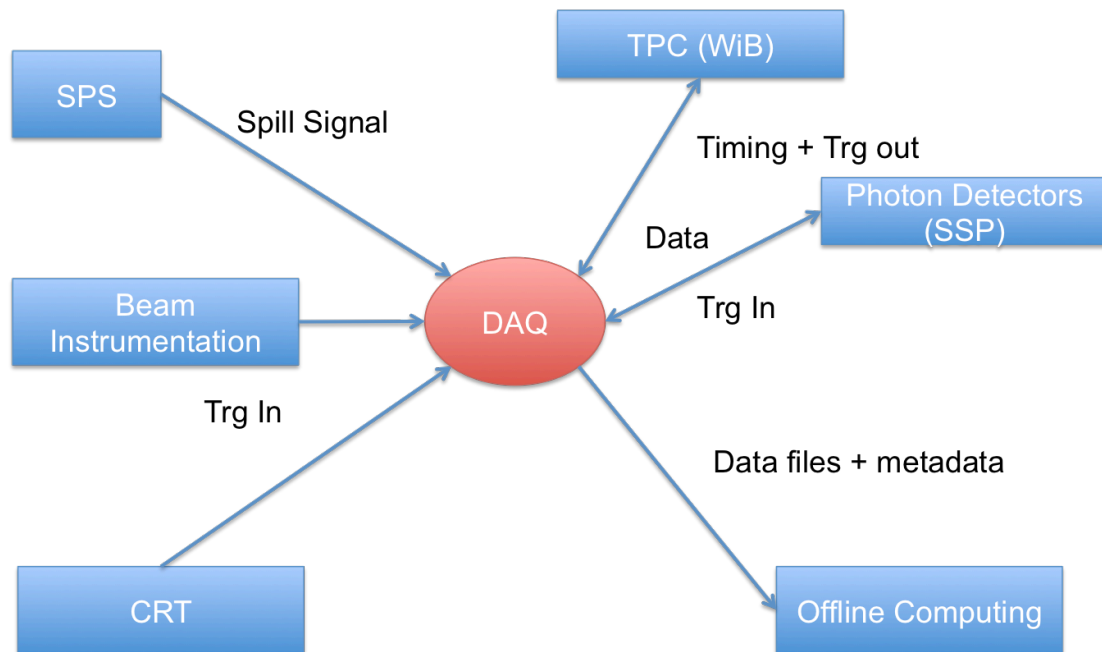 TPC (WiB)
SPS
Spill Signal
Timing + Trg out
Photon Detectors
(SSP)
Data
Beam
Instrumentation
DAQ
Trg In
Trg In
Data files + metadata
CRT
Offline Computing